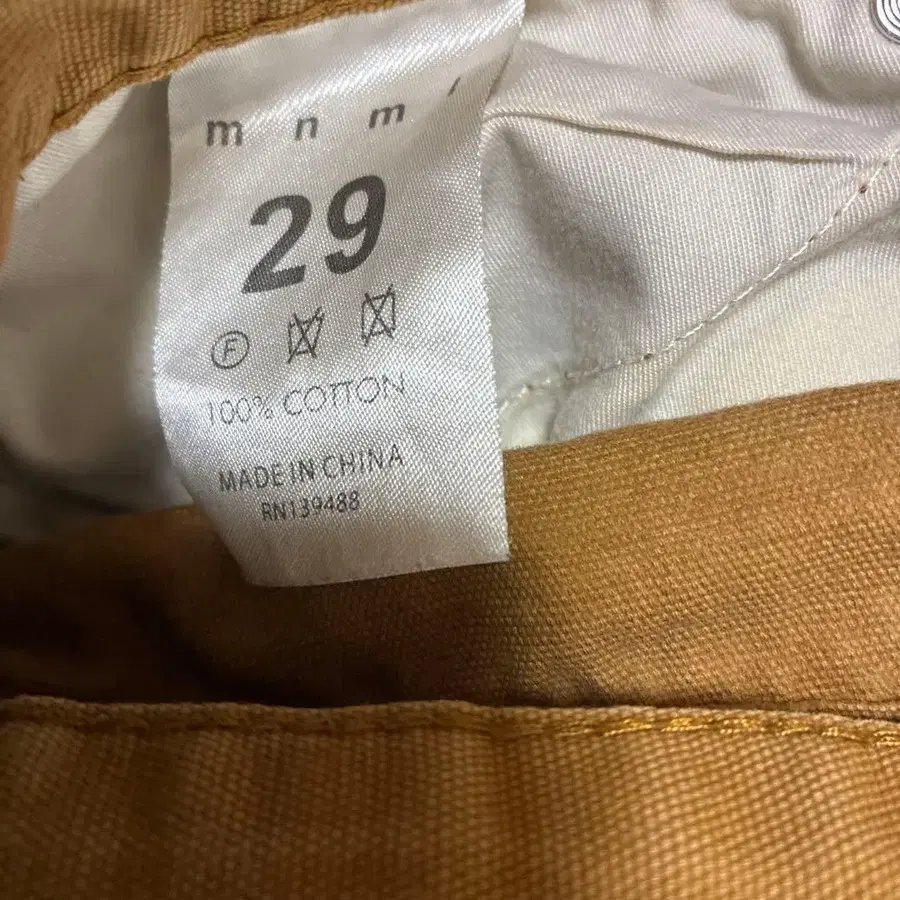 m n m l
29
F
100% COTTON
MADE IN CHINA
RN139488